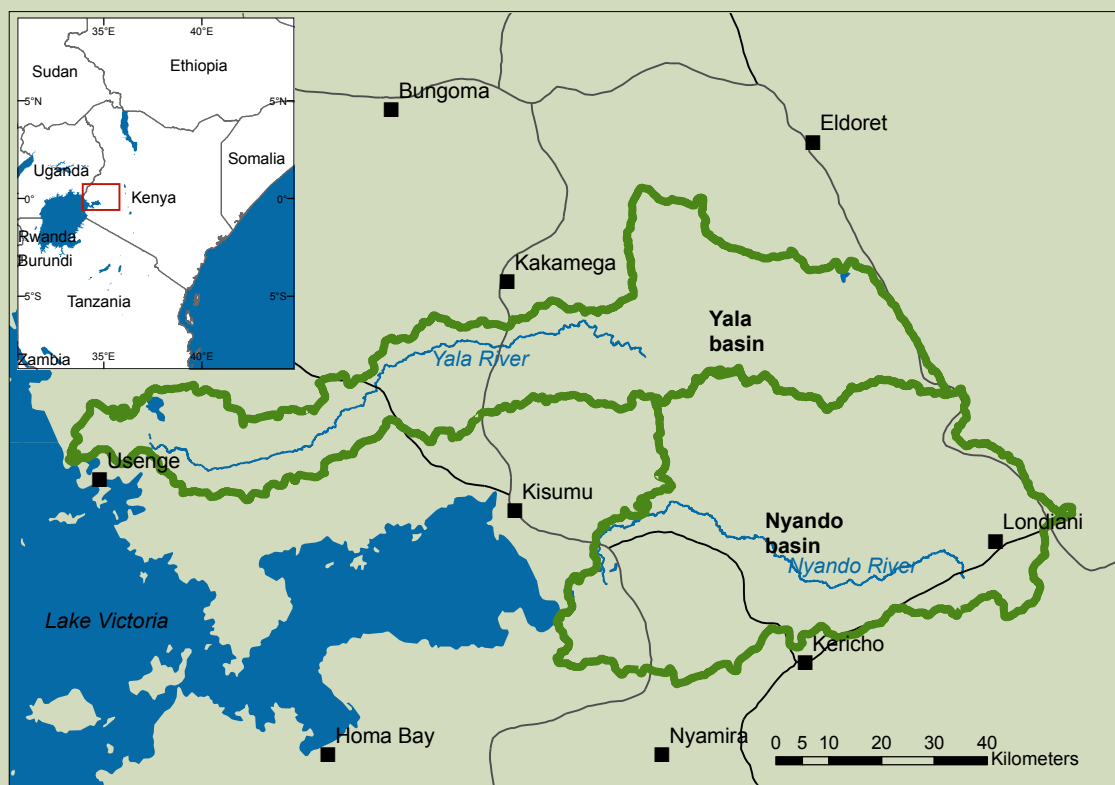 35°E
40°E
Sudan
Ethiopia
5°N
5°N
Somalia
Uganda
0°
Kenya
0°
Rwanda
Burundi
Tanzania
5°S
5°S
Zambia
35°E
40°E
Bungoma
Eldoret
Kakamega
Yala
basin
Yala River
Usenge
Kisumu
Nyando
basin
Londiani
Nyando River
Lake Victoria
Kericho
Homa Bay
Nyamira
0 5 10 20 30 40
Kilometers